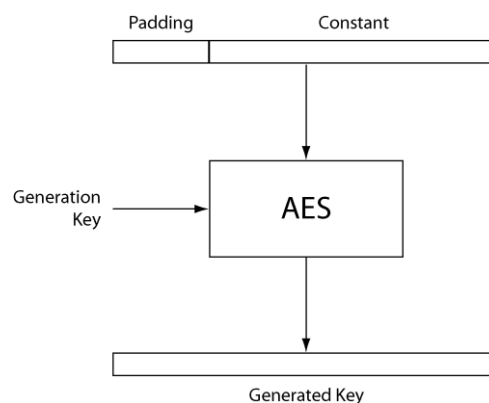 Padding Constant
Generation
Key
AES
Generated Key